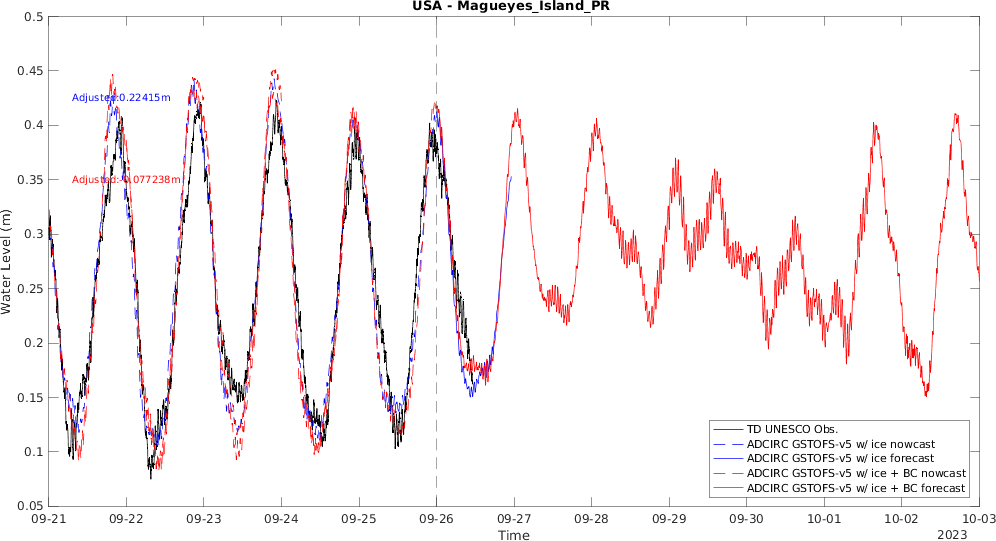 USA - Magueyes_Island_PR
0.5
0.45
0.4
0.35
0.3
0.25
0.2
0.15
0.1
0.05
Water Level (m)
Adjusted:0.22415m
Adjusted:-0.077238m
TD UNESCO Obs.
ADCIRC GSTOFS-v5 w/ ice nowcast
ADCIRC GSTOFS-v5 w/ ice forecast
ADCIRC GSTOFS-v5 w/ ice + BC nowcast
ADCIRC GSTOFS-v5 w/ ice + BC forecast
09-21 09-22 09-23 09-24 09-25 09-26 09-27 09-28 09-29 09-30 10-01 10-02 10-03
Time
2023